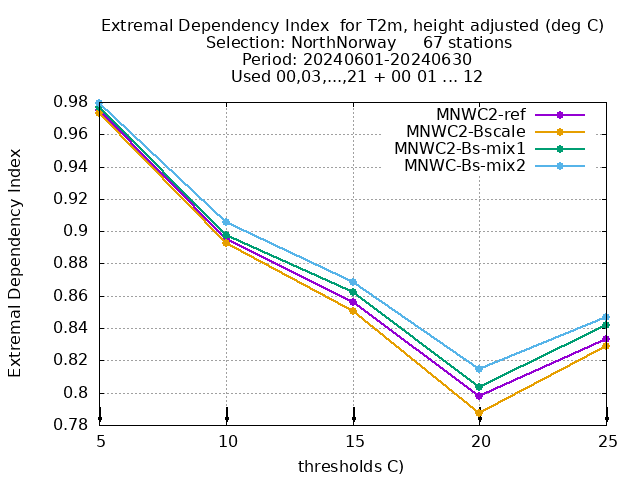 Extremal Dependency Index  for T2m, height adjusted (deg C)
Selection: NorthNorway     67 stations
Period: 20240601-20240630
Used 00,03,...,21 + 00 01 ... 12
MNWC2-ref
MNWC2-Bscale
MNWC2-Bs-mix1
MNWC-Bs-mix2
Extremal Dependency Index
0.98
0.96
0.94
0.92
0.9
0.88
0.86
0.84
0.82
0.8
0.78
5 10 15 20 25
thresholds C)